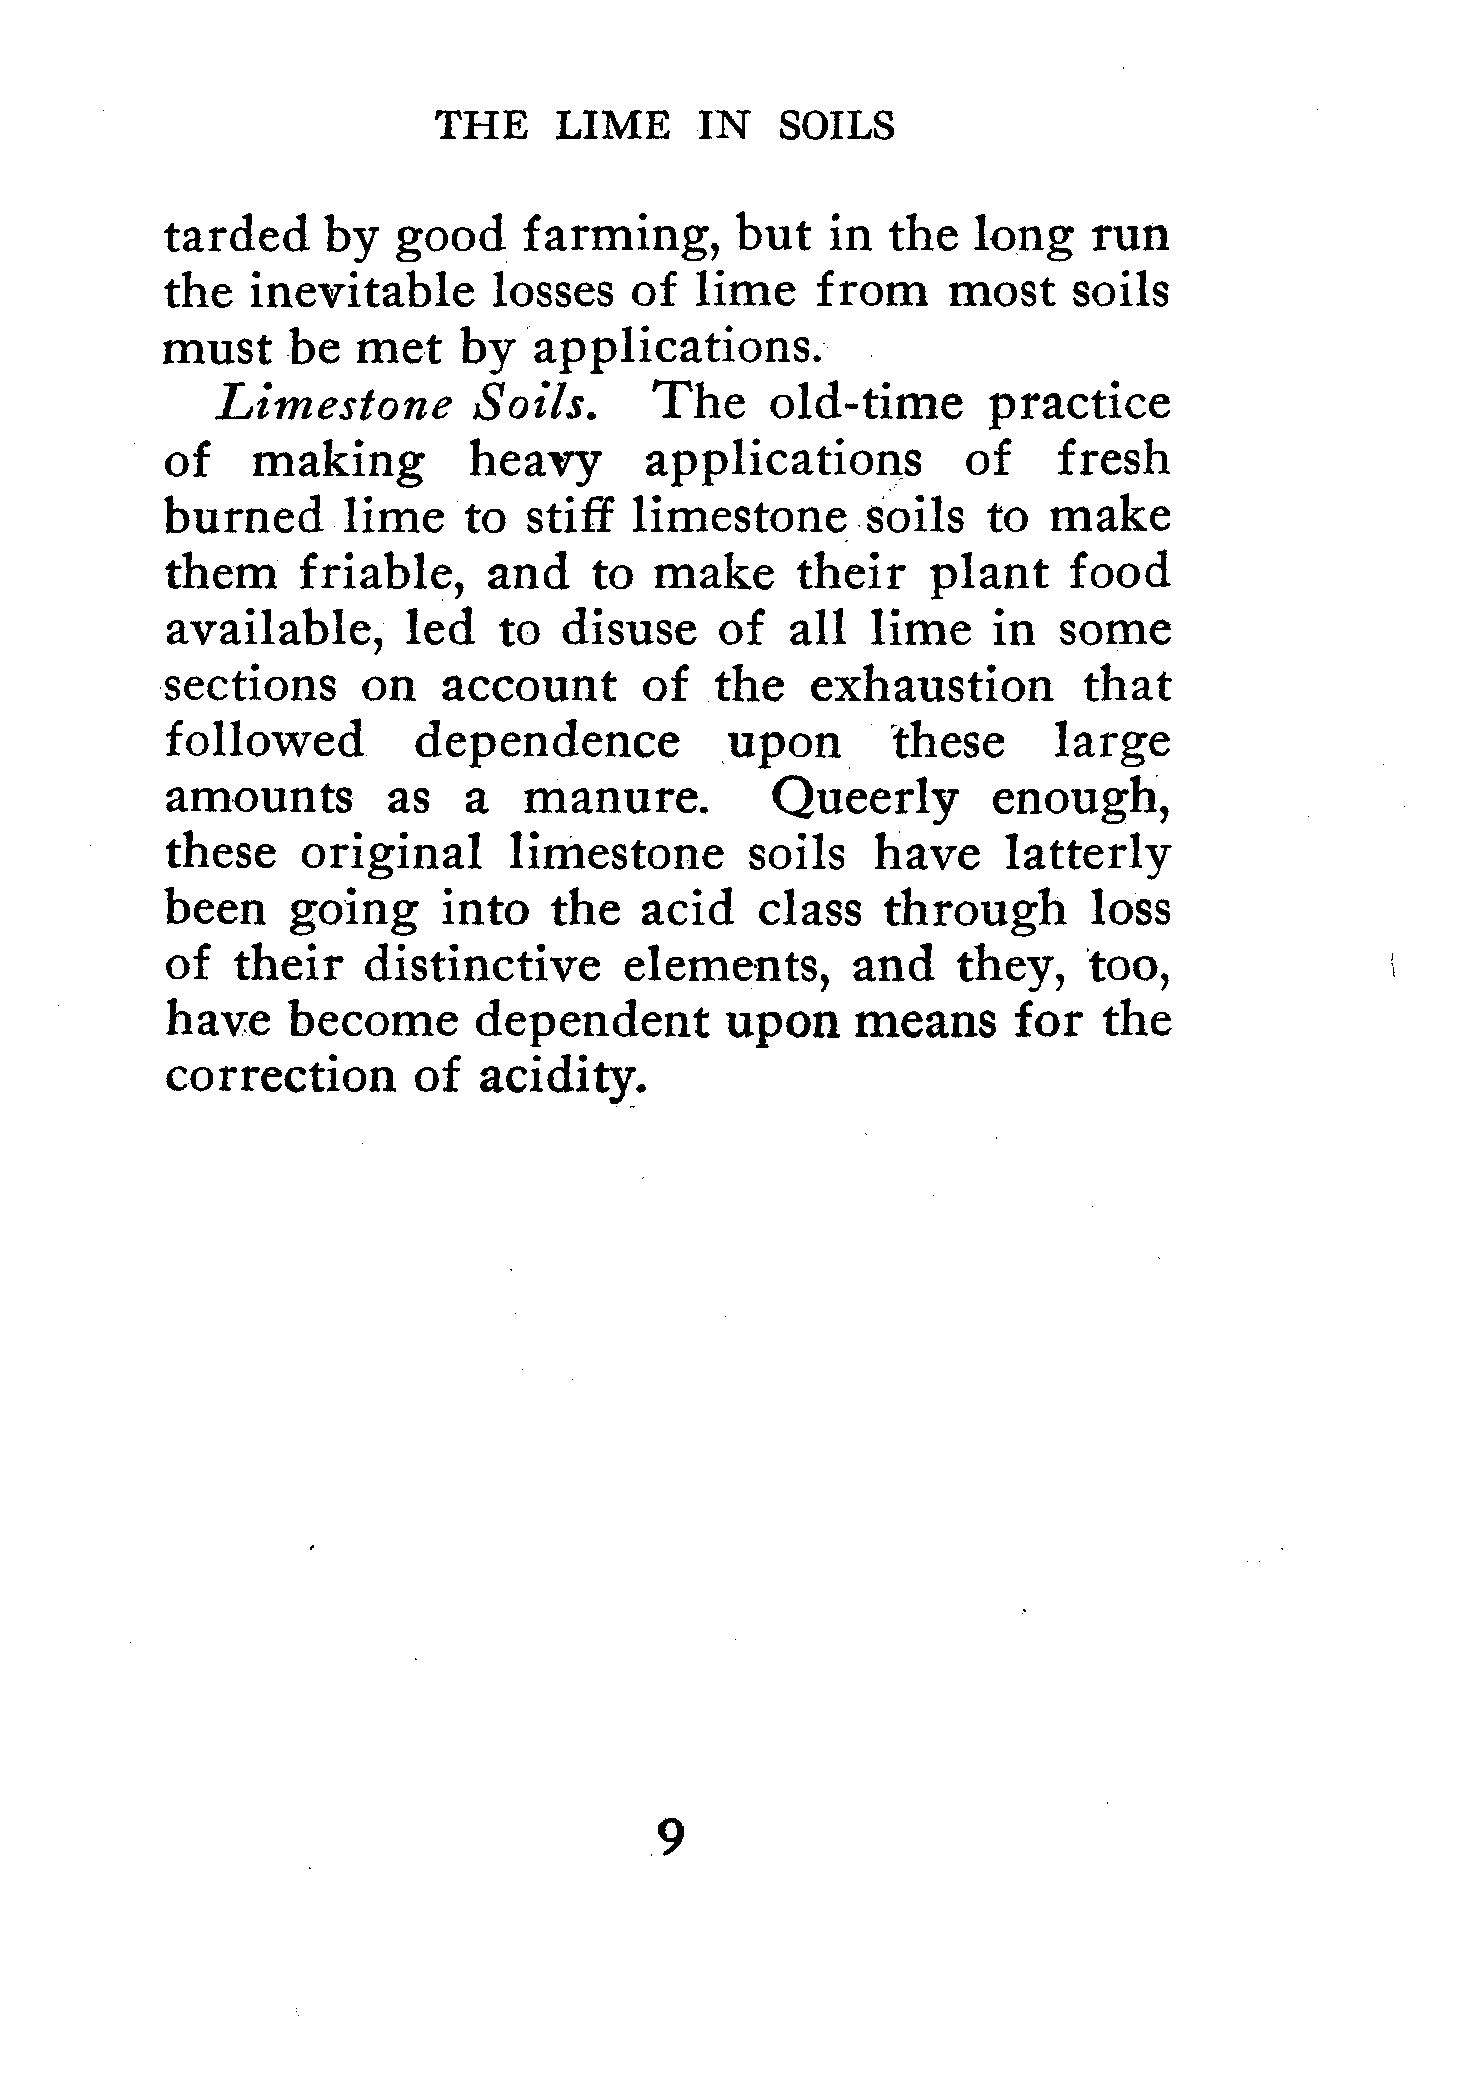 THE LIME IN SOILS
tarded by good farming, but in the long run
the inevitable losses of lime from most soils
must be met by applications.
Limestone Soils. The old-time practice
of making heavy applications of fresh
burned lime to stiff limestone soils to make
them friable, and to make their plant food
available, led to disuse of all lime in some
sections on account of the exhaustion that
followed dependence upon these large
amounts as a manure. Queerly enough,
these original limestone soils have latterly
been going into the acid class through loss
of their distinctive elements, and they, too,
have become dependent upon means for the
correction of acidity.
9